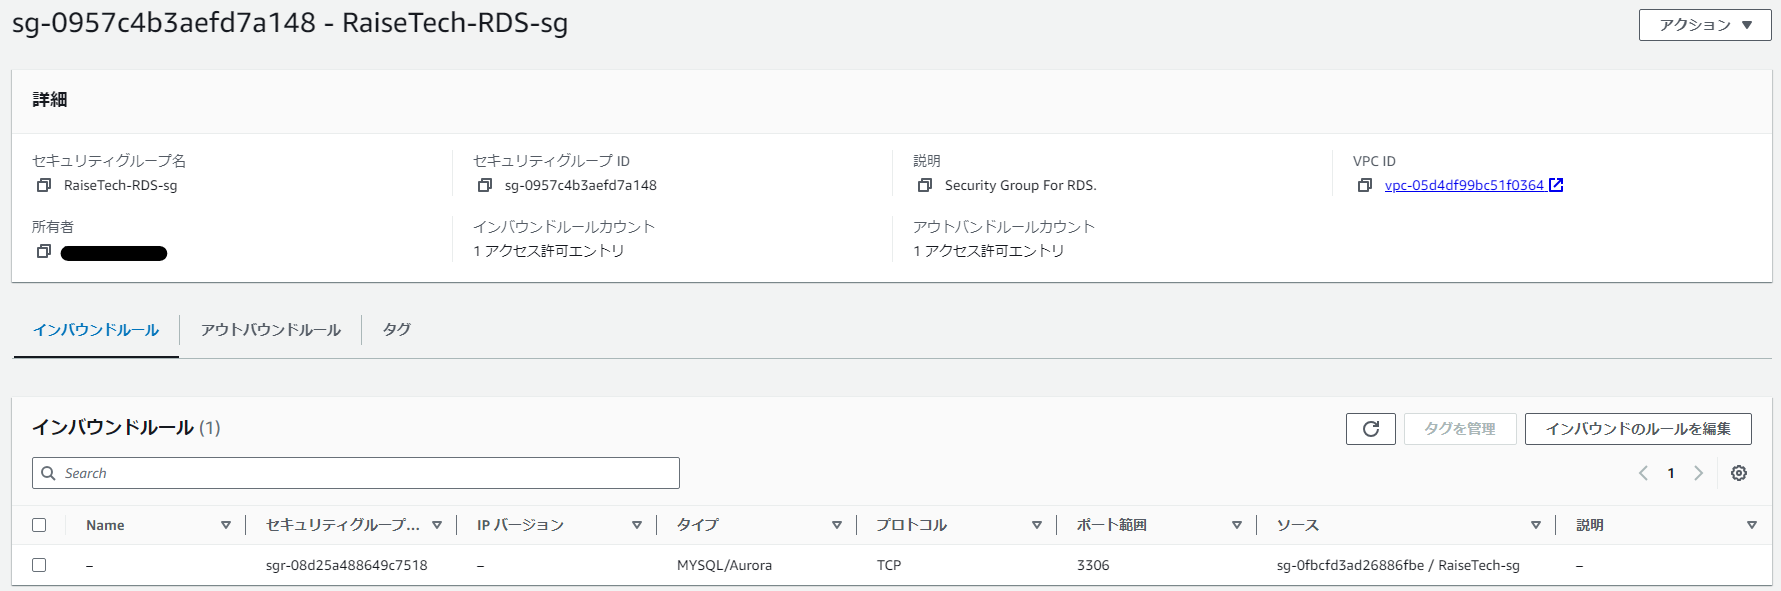 sg-0957c4b3aefd7a148 - RaiseTech-RDS-sg
アクション
詳細
セキュリティグループ名
RaiseTech-RDS-sg
セキュリティグループ ID
sg-0957c4b3aefd7a148
説明
Security Group For RDS.
VPC ID
vpc-05d4df99bc51f0364
所有者
インバウンドルールカウント
1 アクセス許可エントリ
アウトバンドルールカウント
1 アクセス許可エントリ
インバウンドルール アウトバウンドルール タグ
インバウンドルール (1)
タグを管理 インバウンドのルールを編集
Search
1
Name セキュリティグループ... IP バージョン タイプ プロトコル ポート範囲 ソース 説明
– sgr-08d25a488649c7518 – MYSQL/Aurora TCP 3306 sg-0fbcfd3ad26886fbe / RaiseTech-sg –